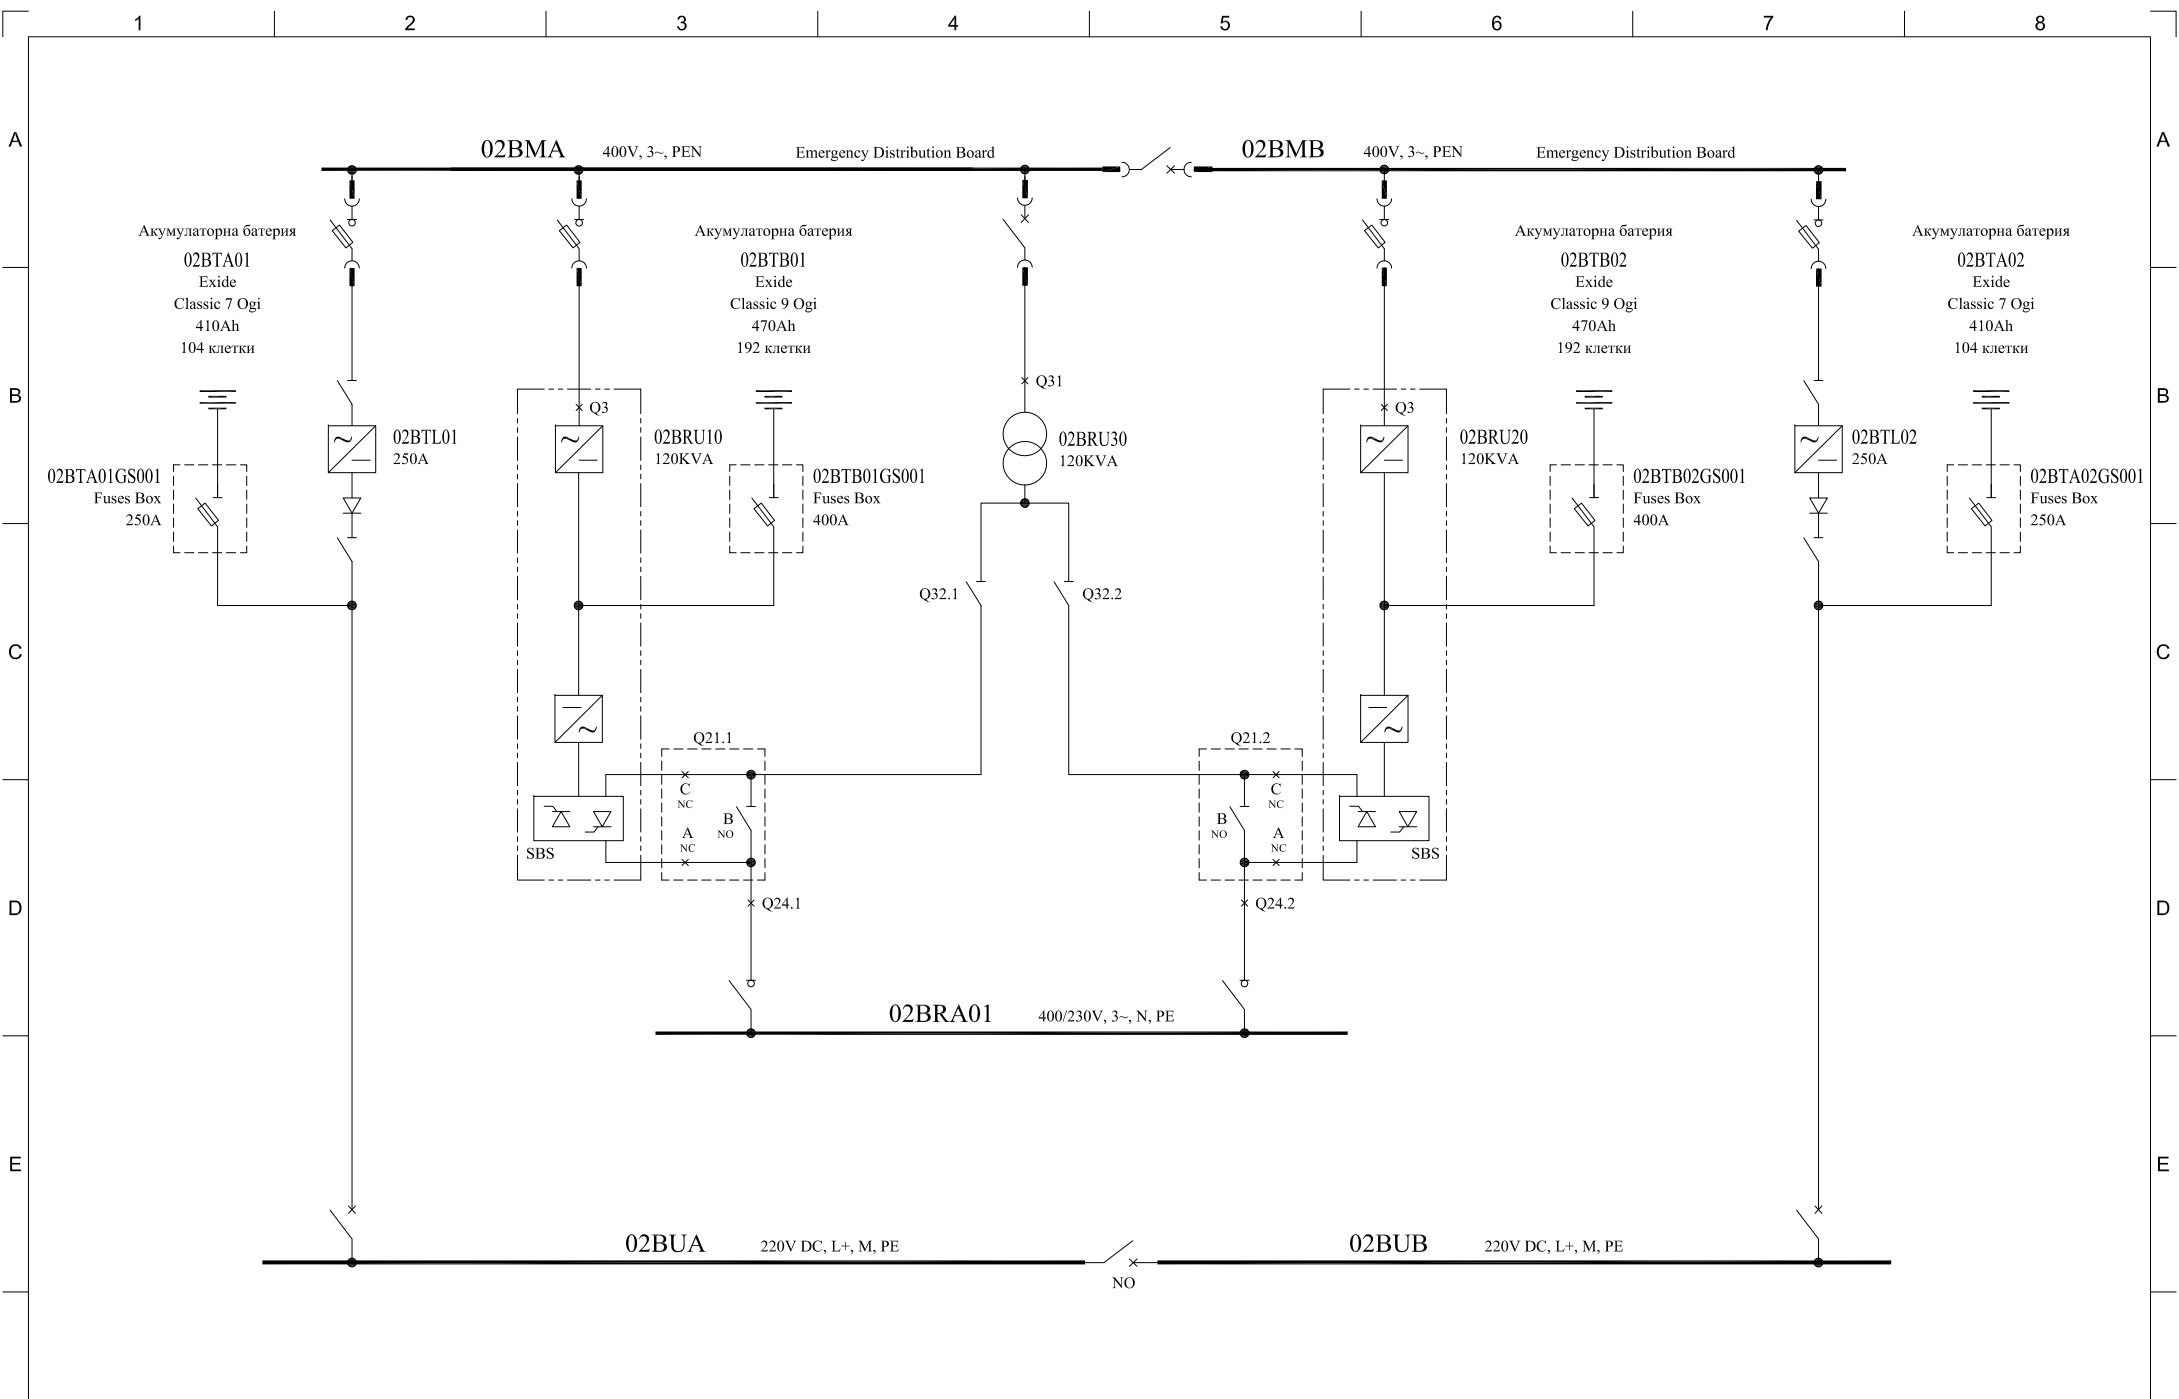 1 2 3 4 5 6 7 8
A A
02BMA 400V, 3~, PEN Emergency Distribution Board
02BMB 400V, 3~, PEN Emergency Distribution Board
Акумулаторна батерия
02BTA01
Exide
Classic 7 Ogi
410Ah
104 клетки
Акумулаторна батерия
02BTB01
Exide
Classic 9 Ogi
470Ah
192 клетки
Акумулаторна батерия
02BTB02
Exide
Classic 9 Ogi
470Ah
192 клетки
Акумулаторна батерия
02BTA02
Exide
Classic 7 Ogi
410Ah
104 клетки
B B
Q31
Q3
Q3
02BTL01
250A
02BRU10
120KVA
02BRU30
120KVA
02BRU20
120KVA
02BTL02
250A
02BTA01GS001
Fuses Box
250A
02BTB01GS001
Fuses Box
400A
02BTB02GS001
Fuses Box
400A
02BTA02GS001
Fuses Box
250A
Q32.1
Q32.2
C C
Q21.1
C
NC
B
NO
A
NC
SBS
Q21.2
C
NC
B
NO
A
NC
SBS
D D
Q24.1
Q24.2
02BRA01 400/230V, 3~, N, PE
E E
02BUA 220V DC, L+, M, PE
02BUB 220V DC, L+, M, PE
NO